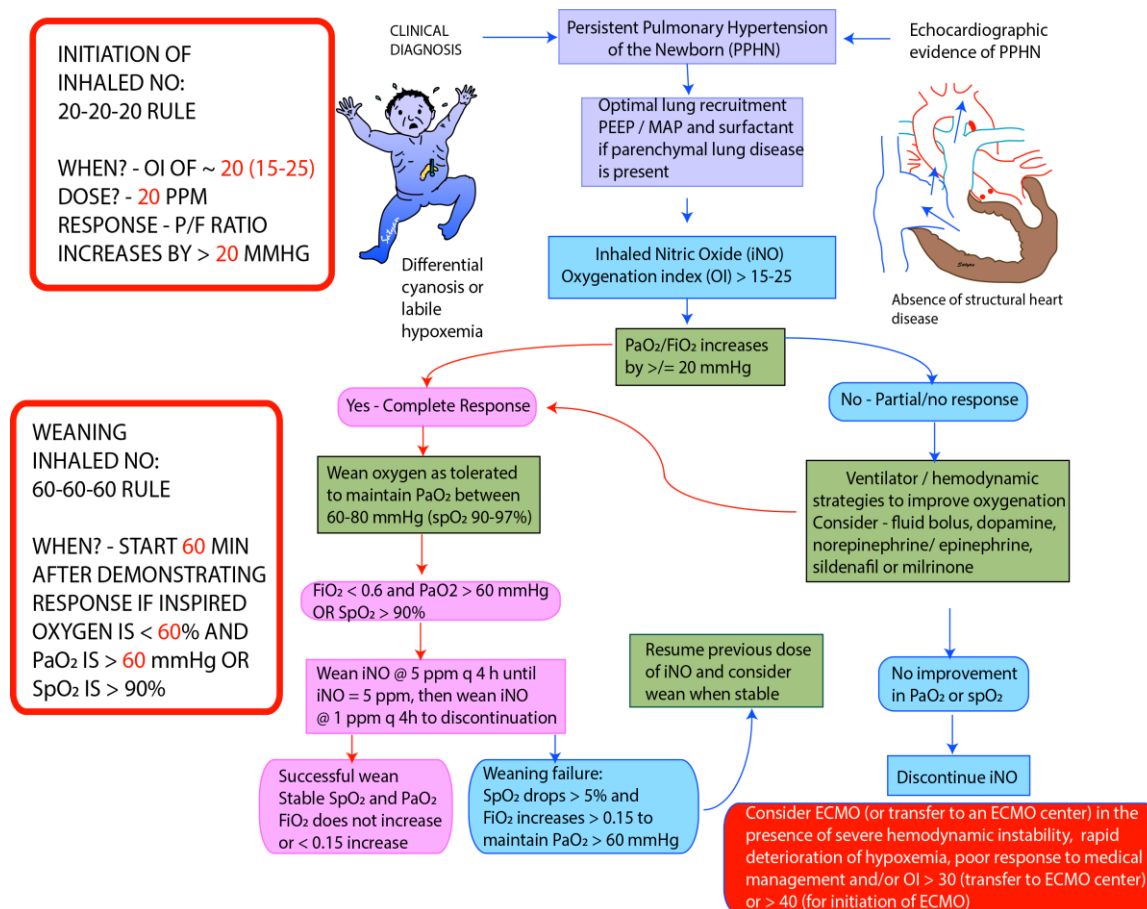 INITIATION OF
INHALED NO:
20-20-20 RULE
WHEN? - OI OF ~ 20 (15-25)
DOSE? - 20 PPM
RESPONSE - P/F RATIO
INCREASES BY > 20 MMHG
CLINICAL
DIAGNOSIS
Persistent Pulmonary Hypertension
of the Newborn (PPHN)
Echocardiographic
evidence of PPHN
Optimal lung recruitment
PEEP / MAP and surfactant
if parenchymal lung disease
is present
Satyan
Differential
cyanosis or
labile
hypoxemia
Satyan
Absence of structural heart
disease
Inhaled Nitric Oxide (iNO)
Oxygenation index (OI) > 15-25
PaO₂/FiO₂ increases
by >/= 20 mmHg
Yes - Complete Response
No - Partial/no response
WEANING
INHALED NO:
60-60-60 RULE
WHEN? - START 60 MIN
AFTER DEMONSTRATING
RESPONSE IF INSPIRED
OXYGEN IS < 60% AND
PaO₂ IS > 60 mmHg OR
SpO₂ IS > 90%
Wean oxygen as tolerated
to maintain PaO₂ between
60-80 mmHg (spO₂ 90-97%)
Ventilator / hemodynamic
strategies to improve oxygenation
Consider - fluid bolus, dopamine,
norepinephrine/ epinephrine,
sildenafil or milrinone
FiO₂ < 0.6 and PaO2 > 60 mmHg
OR SpO₂ > 90%
Wean iNO @ 5 ppm q 4 h until
iNO = 5 ppm, then wean iNO
@ 1 ppm q 4h to discontinuation
Resume previous dose
of iNO and consider
wean when stable
No improvement
in PaO₂ or spO₂
Successful wean
Stable SpO₂ and PaO₂
FiO₂ does not increase
or < 0.15 increase
Weaning failure:
SpO₂ drops > 5% and
FiO₂ increases > 0.15 to
maintain PaO₂ > 60 mmHg
Discontinue iNO
Consider ECMO (or transfer to an ECMO center) in the
presence of severe hemodynamic instability, rapid
deterioration of hypoxemia, poor response to medical
management and/or OI > 30 (transfer to ECMO center)
or > 40 (for initiation of ECMO)